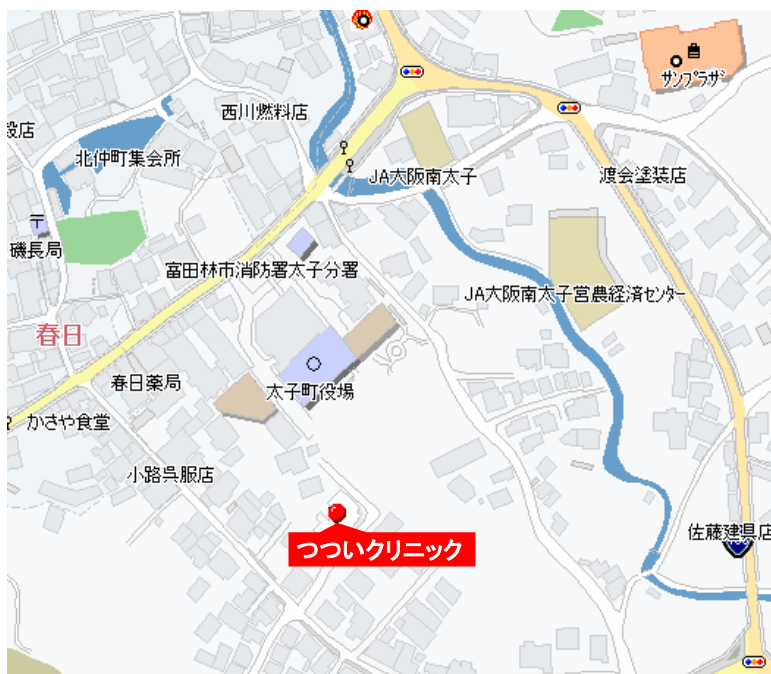 サンプラザ
西川燃料店
設店
北仲町集会所
JA大阪南太子
渡会塗装店
〒
磯長局
富田林市消防署太子分署
JA大阪南太子営農経済センター
春日
春日薬局
太子町役場
かさや食堂
小路呉服店
つついクリニック
佐藤建具店